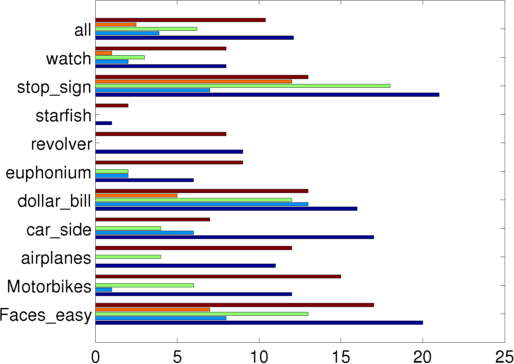 all
watch
stop_sign
starfish
revolver
euphonium
dollar_bill
car_side
airplanes
Motorbikes
Faces_easy
0 5 10 15 20 25